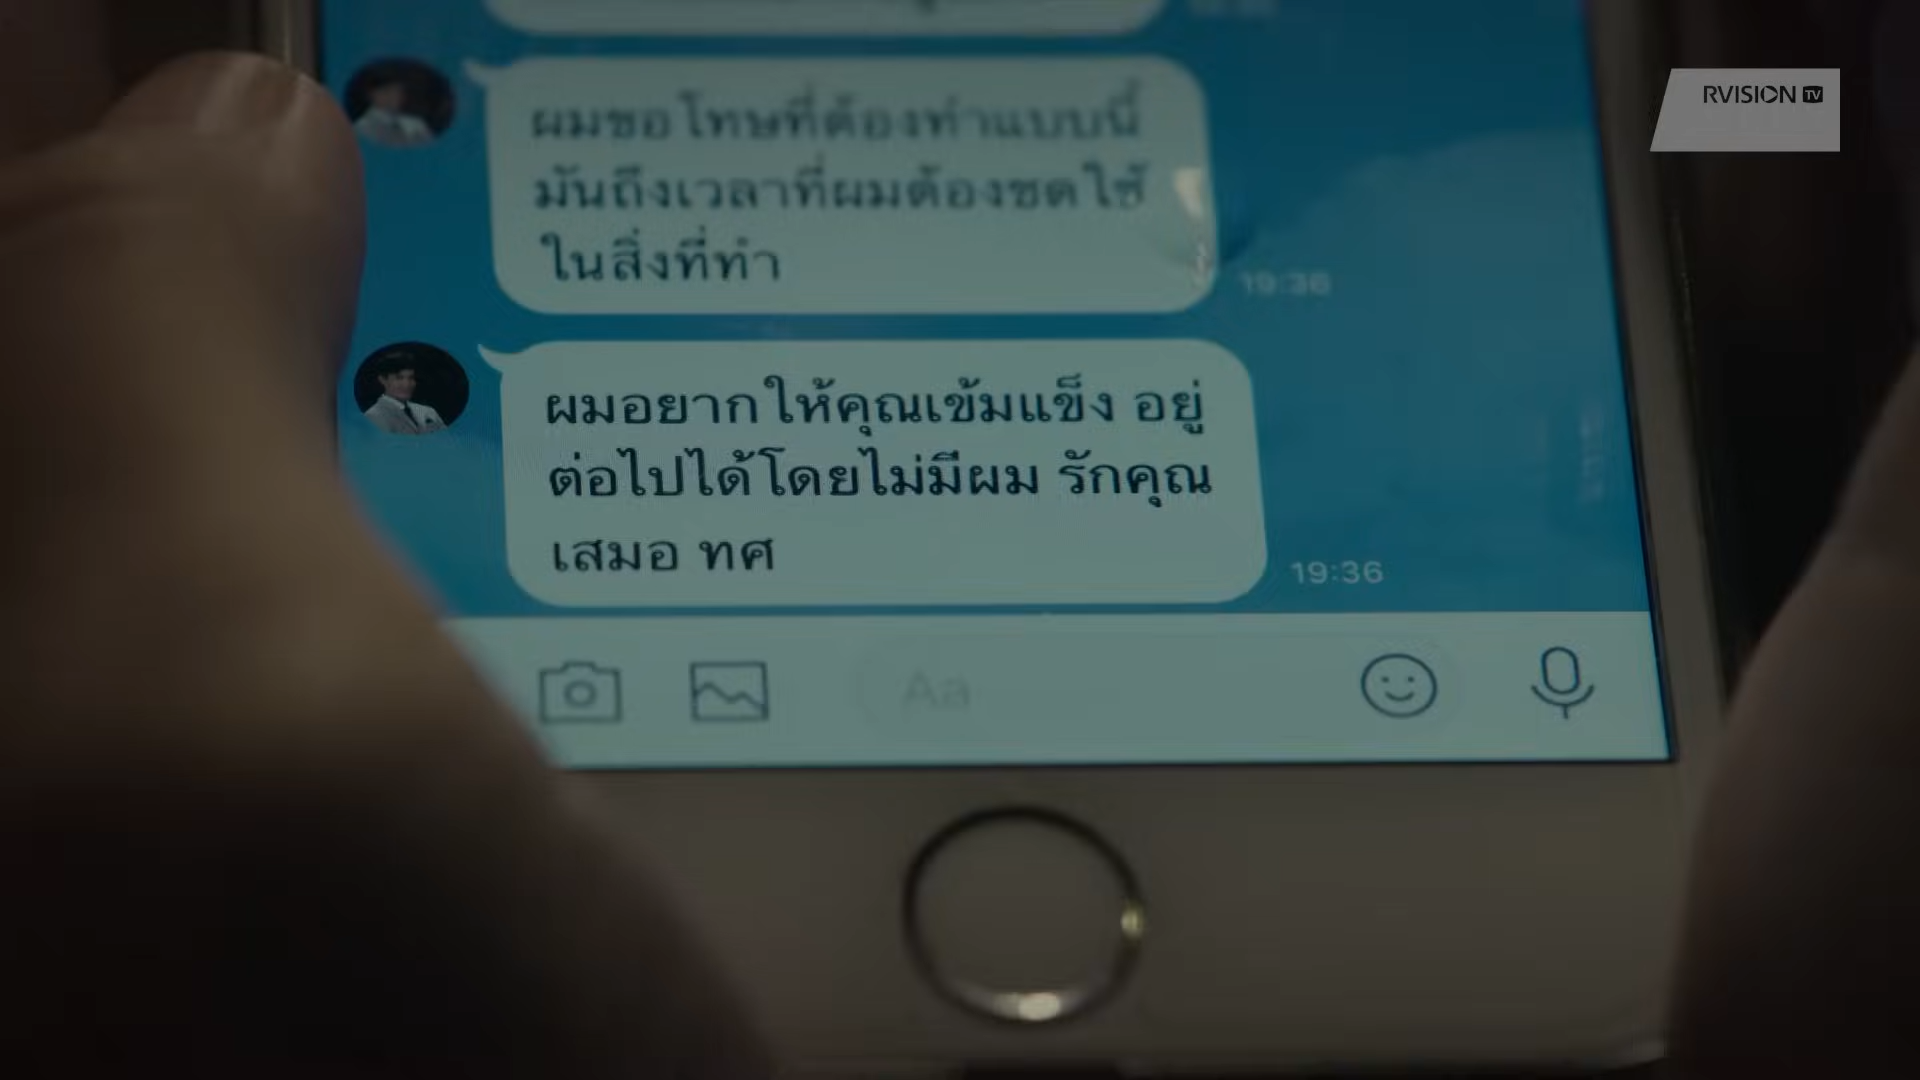 RVISION TV
ผมขอโทษที่ต้องทำแบบนี้
มันถึงเวลาที่ผมต้องชดใช้
ในสิ่งที่ทำ
19:36
ผมอยากให้คุณเข้มแข็ง อยู่
ต่อไปได้โดยไม่มีผม รักคุณ
เสมอ ทศ
19:36
Aa